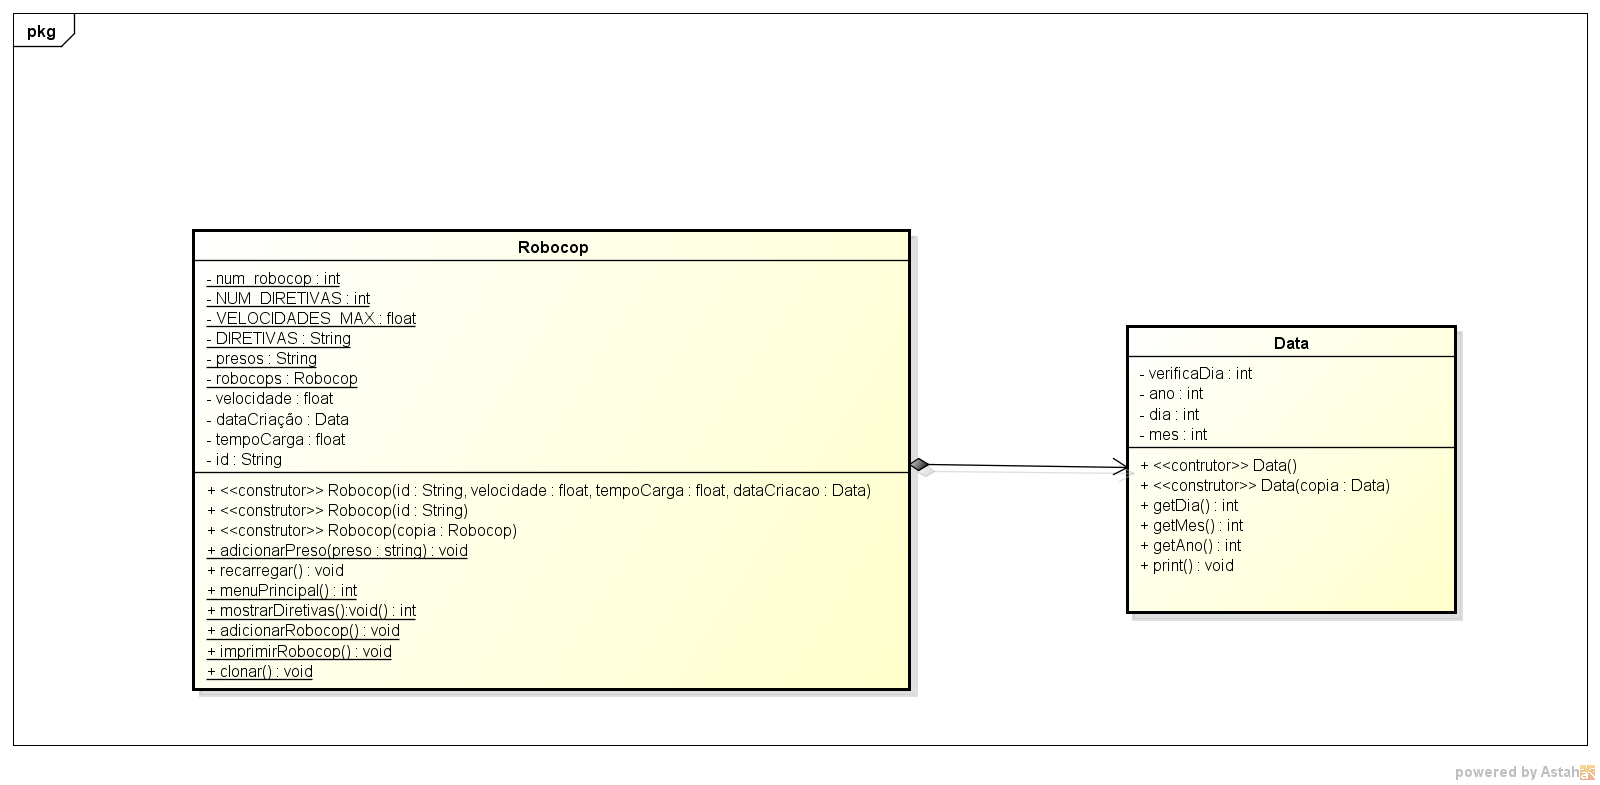 pkg
Robocop
- num_robocop : int
- NUM_DIRETIVAS : int
- VELOCIDADES_MAX : float
- DIRETIVAS : String
- presos : String
- robocops : Robocop
- velocidade : float
- dataCriação : Data
- tempoCarga : float
- id : String
+ <<construtor>> Robocop(id : String, velocidade : float, tempoCarga : float, dataCriacao : Data)
+ <<construtor>> Robocop(id : String)
+ <<construtor>> Robocop(copia : Robocop)
+ adicionarPreso(preso : string) : void
+ recarregar() : void
+ menuPrincipal() : int
+ mostrarDiretivas():void() : int
+ adicionarRobocop() : void
+ imprimirRobocop() : void
+ clonar() : void
Data
- verificaDia : int
- ano : int
- dia : int
- mes : int
+ <<contrutor>> Data()
+ <<construtor>> Data(copia : Data)
+ getDia() : int
+ getMes() : int
+ getAno() : int
+ print() : void
powered by Astah